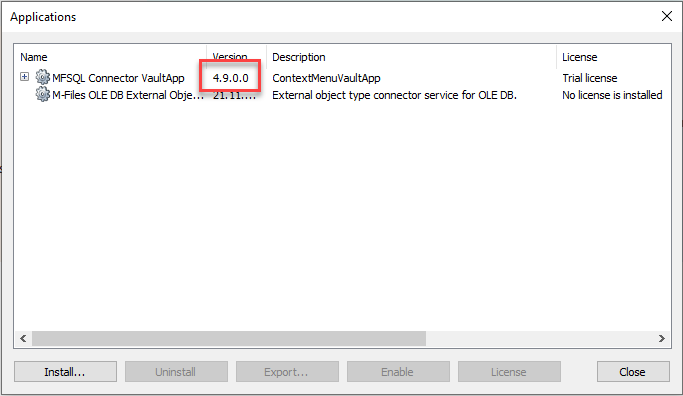 Applications
Name Version Description License
MFSQL Connector VaultApp 4.9.0.0 ContextMenuVaultApp Trial license
M-Files OLE DB External Obje... 21.11.... External object type connector service for OLE DB. No license is installed
Install... Uninstall Export... Enable License Close